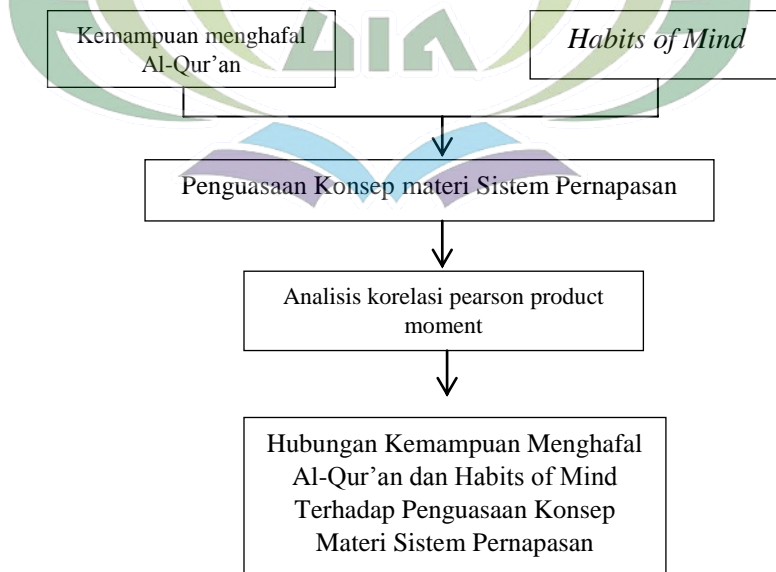 Kemampuan menghafal
Al-Qur'an
Habits of Mind
Penguasaan Konsep materi Sistem Pernapasan
Analisis korelasi pearson product
moment
Hubungan Kemampuan Menghafal
Al-Qur'an dan Habits of Mind
Terhadap Penguasaan Konsep
Materi Sistem Pernapasan